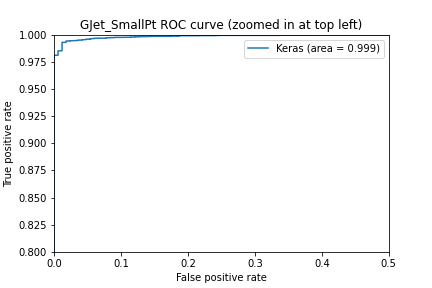 GJet_SmallPt ROC curve (zoomed in at top left)
Keras (area = 0.999)
True positive rate
1.000
0.975
0.950
0.925
0.900
0.875
0.850
0.825
0.800
0.0 0.1 0.2 0.3 0.4 0.5
False positive rate